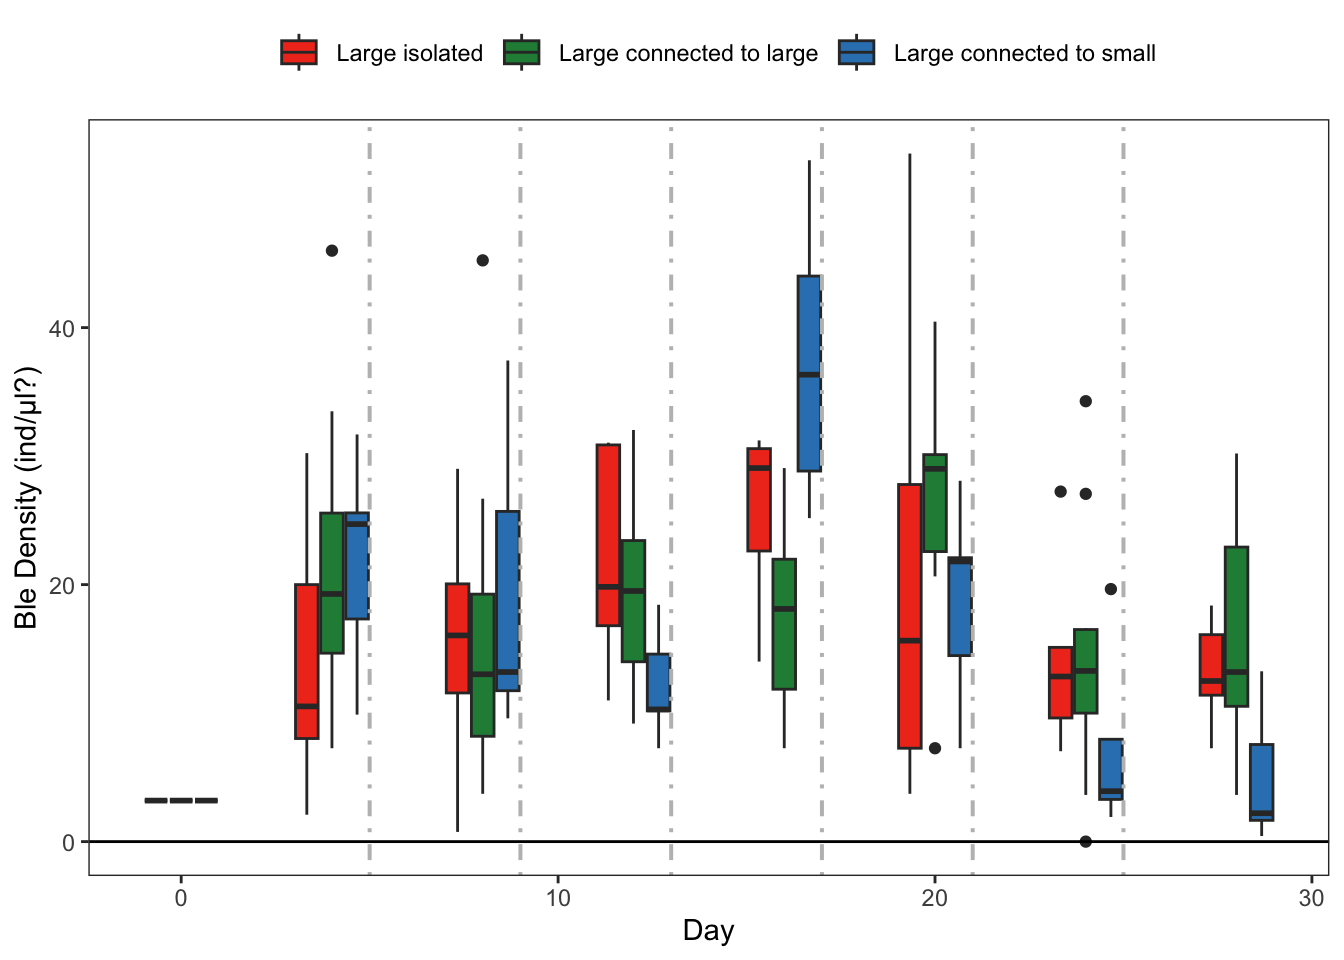 Large isolated Large connected to large Large connected to small
Ble Density (ind/µl?)
40
20
0
0 10 20 30
Day